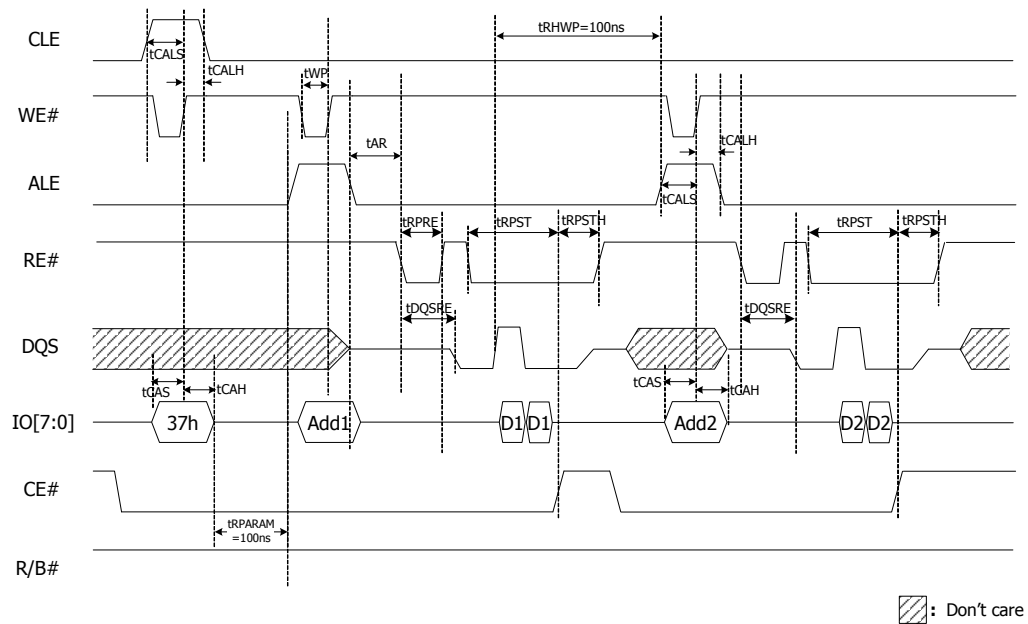 tRHWP=100ns
CLE
tCALS
tCALH
tWP
WE#
tAR
tCALH
ALE
tCALS
tRPRE
tRPST
tRPSTH
tRPST
tRPSTH
RE#
tDQSRE
tDQSRE
DQS
tCAS
tCAH
tCAS
tCAH
IO[7:0]
37h
Add1
D1
D1
Add2
D2
D2
CE#
tRPARAM
=100ns
R/B#
: Don't care